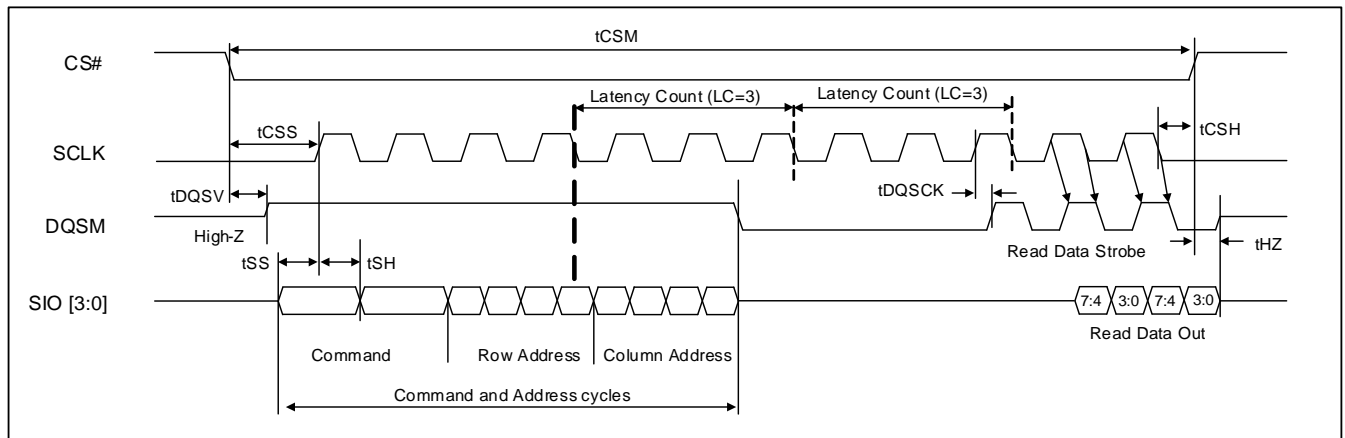 tCSM
CS#
Latency Count (LC=3) Latency Count (LC=3)
tCSS
tCSH
SCLK
tDQSV
tDQSCK
DQSM
High-Z
Read Data Strobe
tHZ
tSS
tSH
SIO [3:0]
7:4 3:0 7:4 3:0
Read Data Out
Command Row Address Column Address
Command and Address cycles